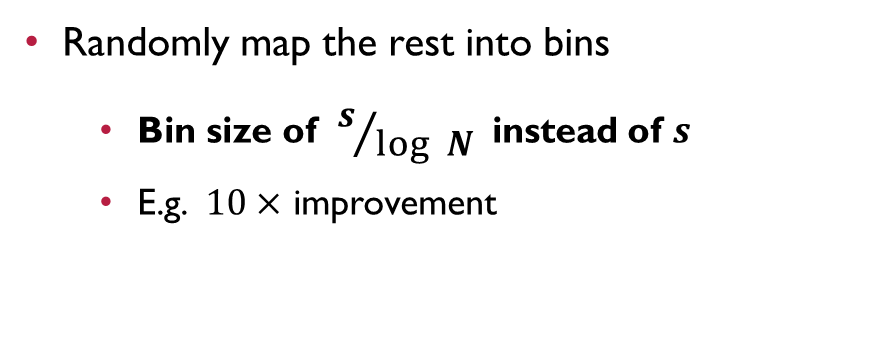 • Randomly map the rest into bins
• Bin size of s/log N instead of s
• E.g. 10 × improvement